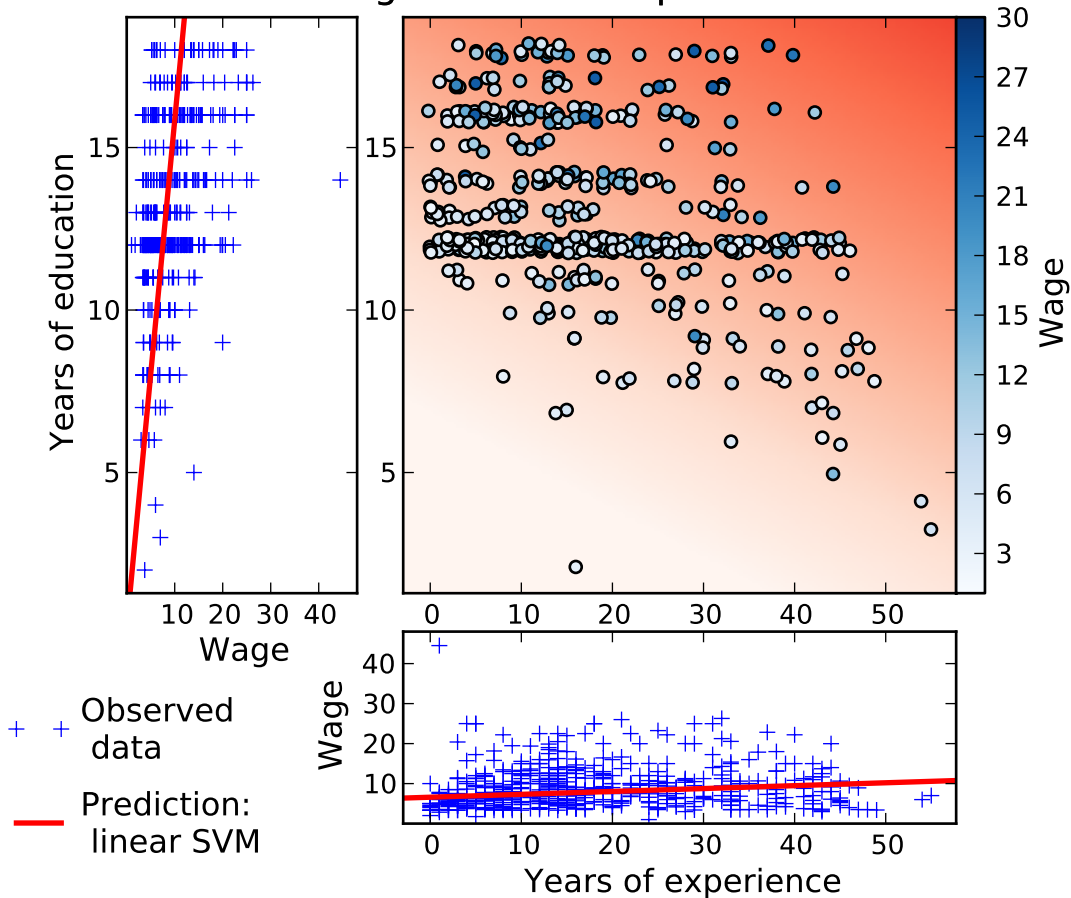 15
10
5
Years of education
10 20 30 40
Wage
15
10
5
0 10 20 30 40 50
30
27
24
21
18
15
12
9
6
3
Wage
40
30
20
10
Wage
0 10 20 30 40 50
Years of experience
Observed
data
Prediction:
linear SVM